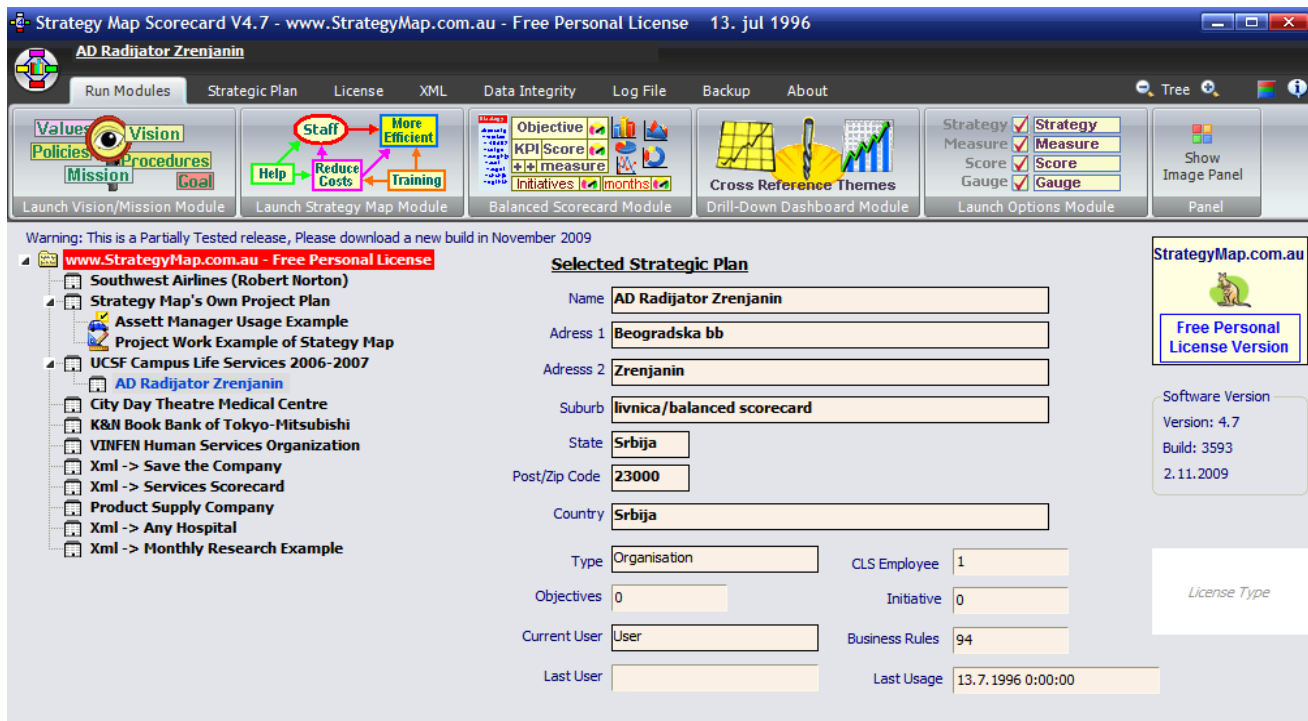 Strategy Map Scorecard V4.7 - www.StrategyMap.com.au - Free Personal License 13. jul 1996
AD Radijator Zrenjanin
Run Modules Strategic Plan License XML Data Integrity Log File Backup About Tree
Values Vision
Policies Procedures
Mission Goal
Launch Vision/Mission Module
Staff More Efficient
Help Reduce Costs Training
Launch Strategy Map Module
Strategy
Objective
KPI Score
++ measure
Initiatives months
Balanced Scorecard Module
Cross Reference Themes
Drill-Down Dashboard Module
Strategy Strategy
Measure Measure
Score Score
Gauge Gauge
Launch Options Module
Show
Image Panel
Panel
Warning: This is a Partially Tested release, Please download a new build in November 2009
www.StrategyMap.com.au - Free Personal License
Southwest Airlines (Robert Norton)
Strategy Map's Own Project Plan
Assett Manager Usage Example
Project Work Example of Stategy Map
UCSF Campus Life Services 2006-2007
AD Radijator Zrenjanin
City Day Theatre Medical Centre
K&N Book Bank of Tokyo-Mitsubishi
VINFEN Human Services Organization
Xml -> Save the Company
Xml -> Services Scorecard
Product Supply Company
Xml -> Any Hospital
Xml -> Monthly Research Example
Selected Strategic Plan
Name AD Radijator Zrenjanin
Adress 1 Beogradska bb
Adresss 2 Zrenjanin
Suburb livnica/balanced scorecard
State Srbija
Post/Zip Code 23000
Country Srbija
Type Organisation CLS Employee 1
Objectives 0 Initiative 0
Current User User Business Rules 94
Last User Last Usage 13.7.1996 0:00:00
StrategyMap.com.au
Free Personal
License Version
Software Version
Version: 4.7
Build: 3593
2.11.2009
License Type